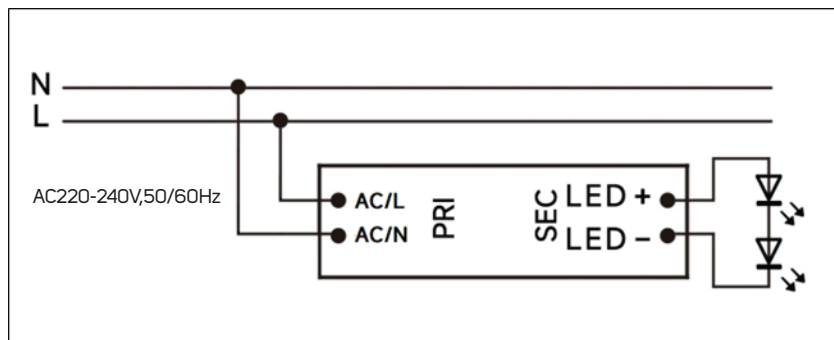 N
L
AC220-240V,50/60Hz
AC/L
AC/N
PRI
SEC
LED +
LED -